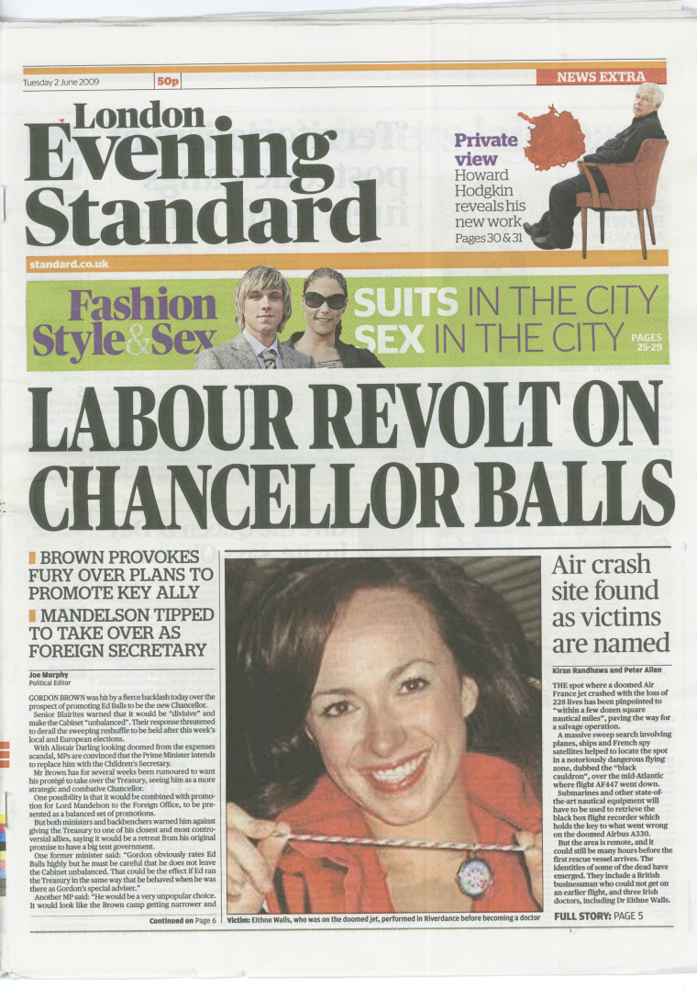 Tuesday 2 June 2009
50p
NEWS EXTRA
London
Evening
Standard
Private
view
Howard
Hodgkin
reveals his
new work
Pages 30 & 31
standard.co.uk
Fashion
Style & Sex
SUITS IN THE CITY
SEX IN THE CITY
PAGES
25-29
LABOUR REVOLT ON
CHANCELLOR BALLS
BROWN PROVOKES
FURY OVER PLANS TO
PROMOTE KEY ALLY
MANDELSON TIPPED
TO TAKE OVER AS
FOREIGN SECRETARY
Joe Murphy
Political Editor
GORDON BROWN was hit by a fierce backlash today over the
prospect of promoting Ed Balls to be the new Chancellor.
Senior Blairites warned that it would be "divisive" and
make the Cabinet "unbalanced". Their response threatened
to derail the sweeping reshuffle to be held after this week's
local and European elections.
With Alistair Darling looking doomed from the expenses
scandal, MPs are convinced that the Prime Minister intends
to replace him with the Children's Secretary.
Mr Brown has for several weeks been rumoured to want
his protégé to take over the Treasury, seeing him as a more
strategic and combative Chancellor.
One possibility is that it would be combined with promo-
tion for Lord Mandelson to the Foreign Office, to be pre-
sented as a balanced set of promotions.
But both ministers and backbenchers warned him against
giving the Treasury to one of his closest and most contro-
versial allies, saying it would be a retreat from his original
promise to have a big tent government.
One former minister said: "Gordon obviously rates Ed
Balls highly but he must be careful that he does not leave
the Cabinet unbalanced. That could be the effect if Ed ran
the Treasury in the same way that he behaved when he was
there as Gordon's special adviser."
Another MP said: "He would be a very unpopular choice.
It would look like the Brown camp getting narrower and
Continued on Page 6
Victim: Eithne Walls, who was on the doomed jet, performed in Riverdance before becoming a doctor
Air crash
site found
as victims
are named
Kiran Randhawa and Peter Allen
THE spot where a doomed Air
France jet crashed with the loss of
228 lives has been pinpointed to
"within a few dozen square
nautical miles", paving the way for
a salvage operation.
A massive sweep search involving
planes, ships and French spy
satellites helped to locate the spot
in a notoriously dangerous flying
zone, dubbed the "black
cauldron", over the mid-Atlantic
where flight AF447 went down.
Submarines and other state-of-
the-art nautical equipment will
have to be used to retrieve the
black box flight recorder which
holds the key to what went wrong
on the doomed Airbus A330.
But the area is remote, and it
could still be many hours before the
first rescue vessel arrives. The
identities of some of the dead have
emerged. They include a British
businessman who could not get on
an earlier flight, and three Irish
doctors, including Dr Eithne Walls.
FULL STORY: PAGE 5